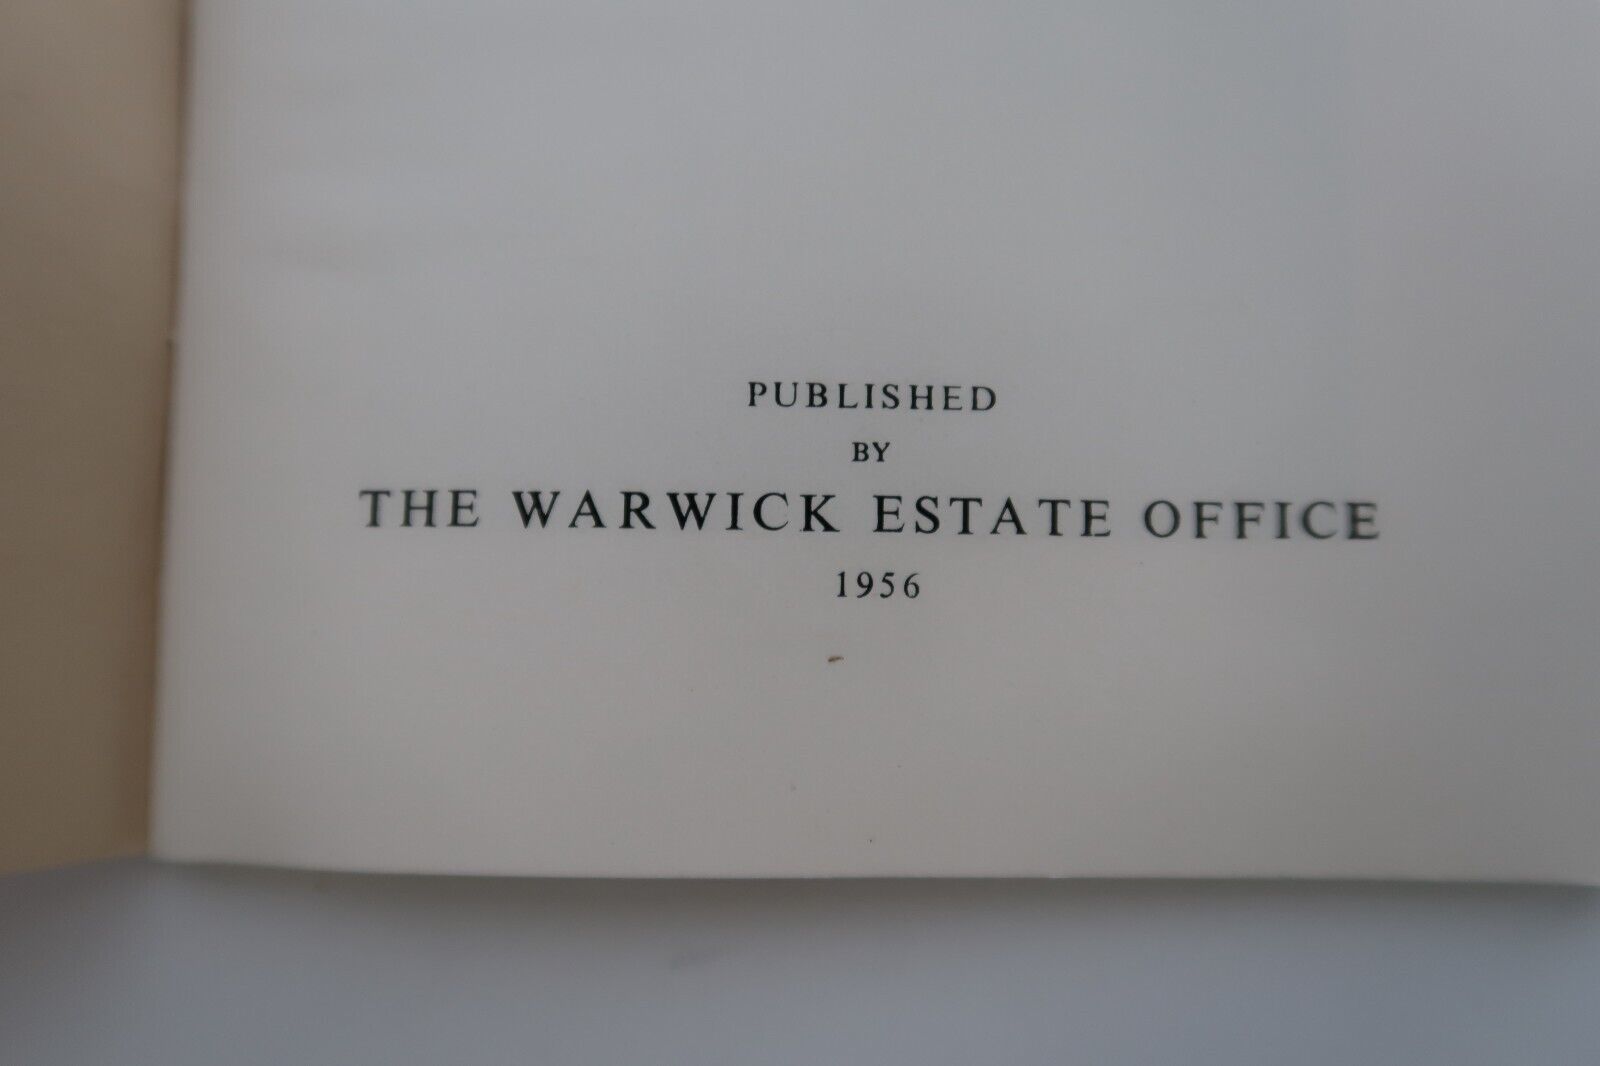 PUBLISHED
BY
THE WARWICK ESTATE OFFICE
1956